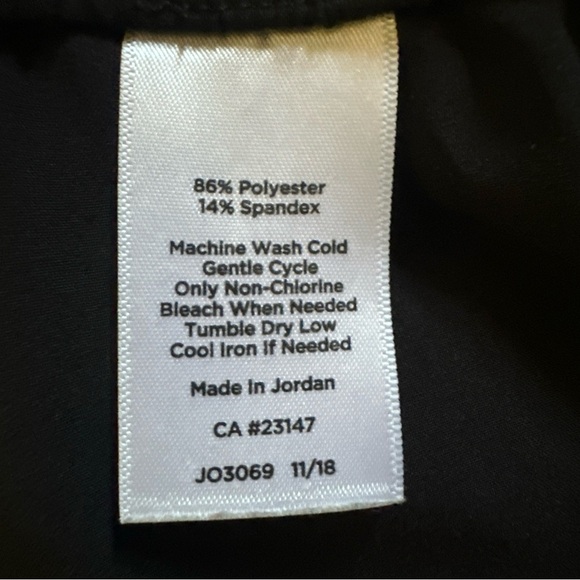 86% Polyester
14% Spandex
Machine Wash Cold
Gentle Cycle
Only Non-Chlorine
Bleach When Needed
Tumble Dry Low
Cool Iron If Needed
Made In Jordan
CA #23147
JO3069 11/18